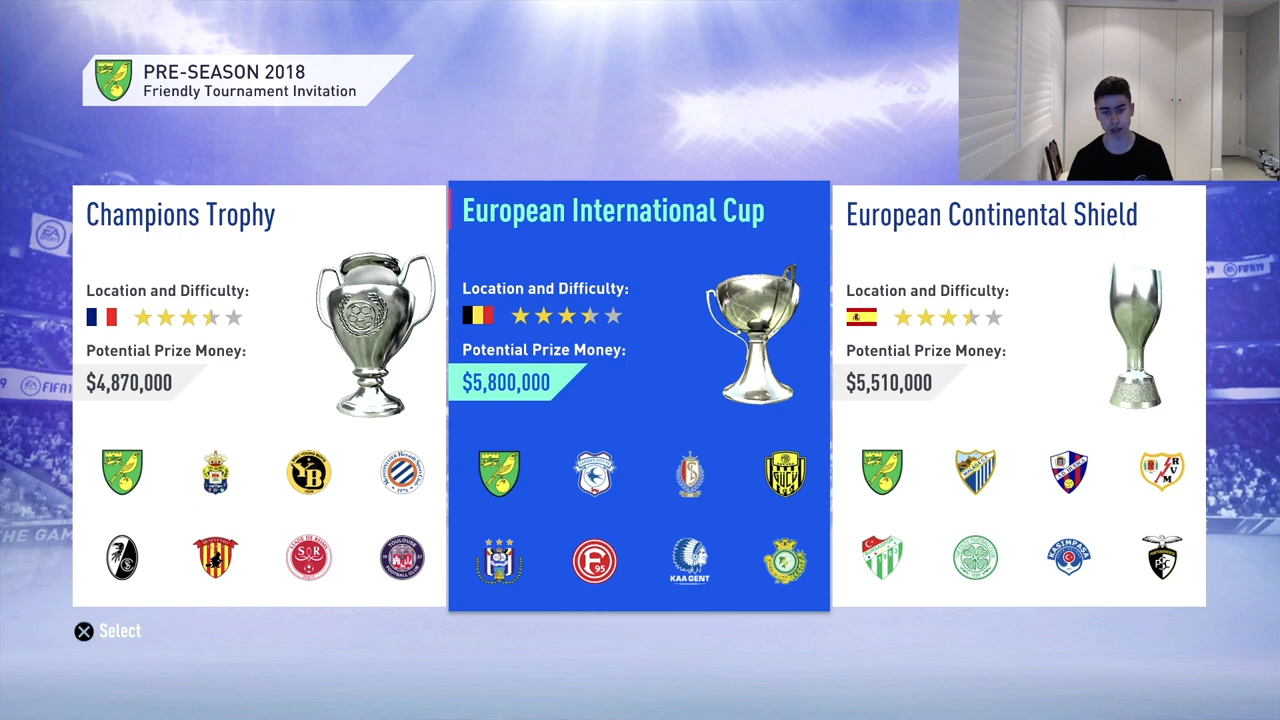 PRE-SEASON 2018
Friendly Tournament Invitation
Champions Trophy
Location and Difficulty:
Potential Prize Money:
$4,870,000
European International Cup
Location and Difficulty:
Potential Prize Money:
$5,800,000
KAA GENT
European Continental Shield
Location and Difficulty:
Potential Prize Money:
$5,510,000
Select